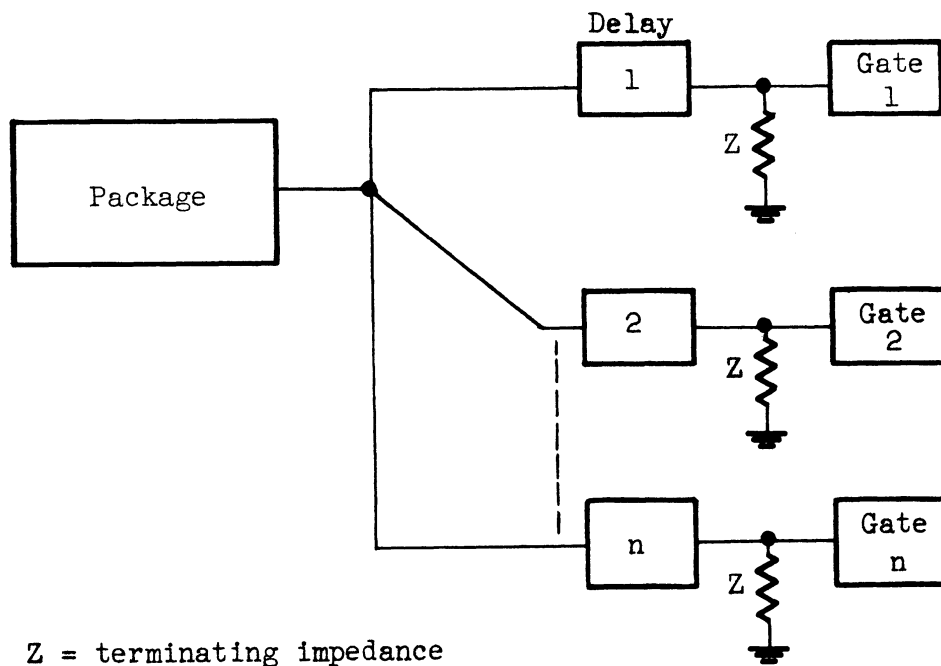 Delay
1
Gate
1
Z
Package
2
Gate
2
Z
n
Gate
n
Z
Z = terminating impedance